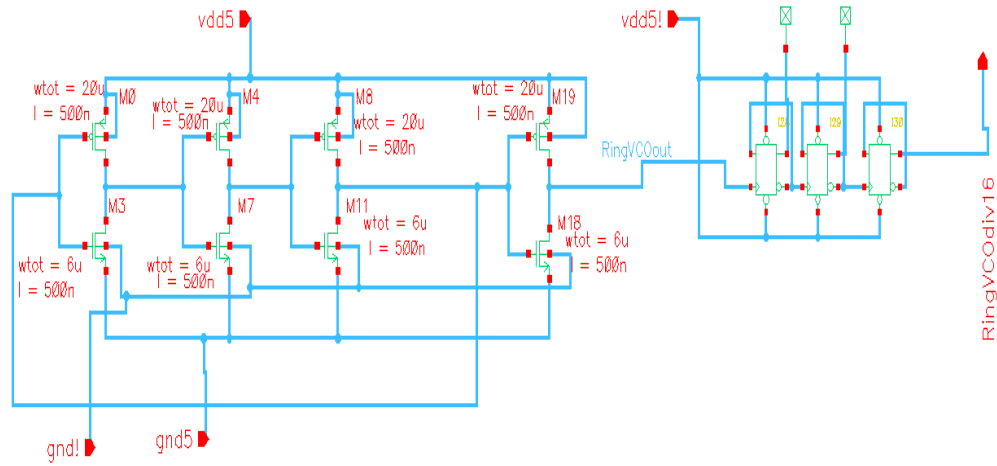 vdd5
vdd5!
wtot = 20u
l = 500n
M0
wtot = 20u
l = 500n
M4
M8
wtot = 20u
l = 500n
wtot = 20u
l = 500n
M19
I29
I30
RingVCOout
M3
M7
M11
wtot = 6u
l = 500n
M18
wtot = 6u
l = 500n
wtot = 6u
l = 500n
wtot = 6u
l = 500n
RingVCOdiv16
gnd!
gnd5